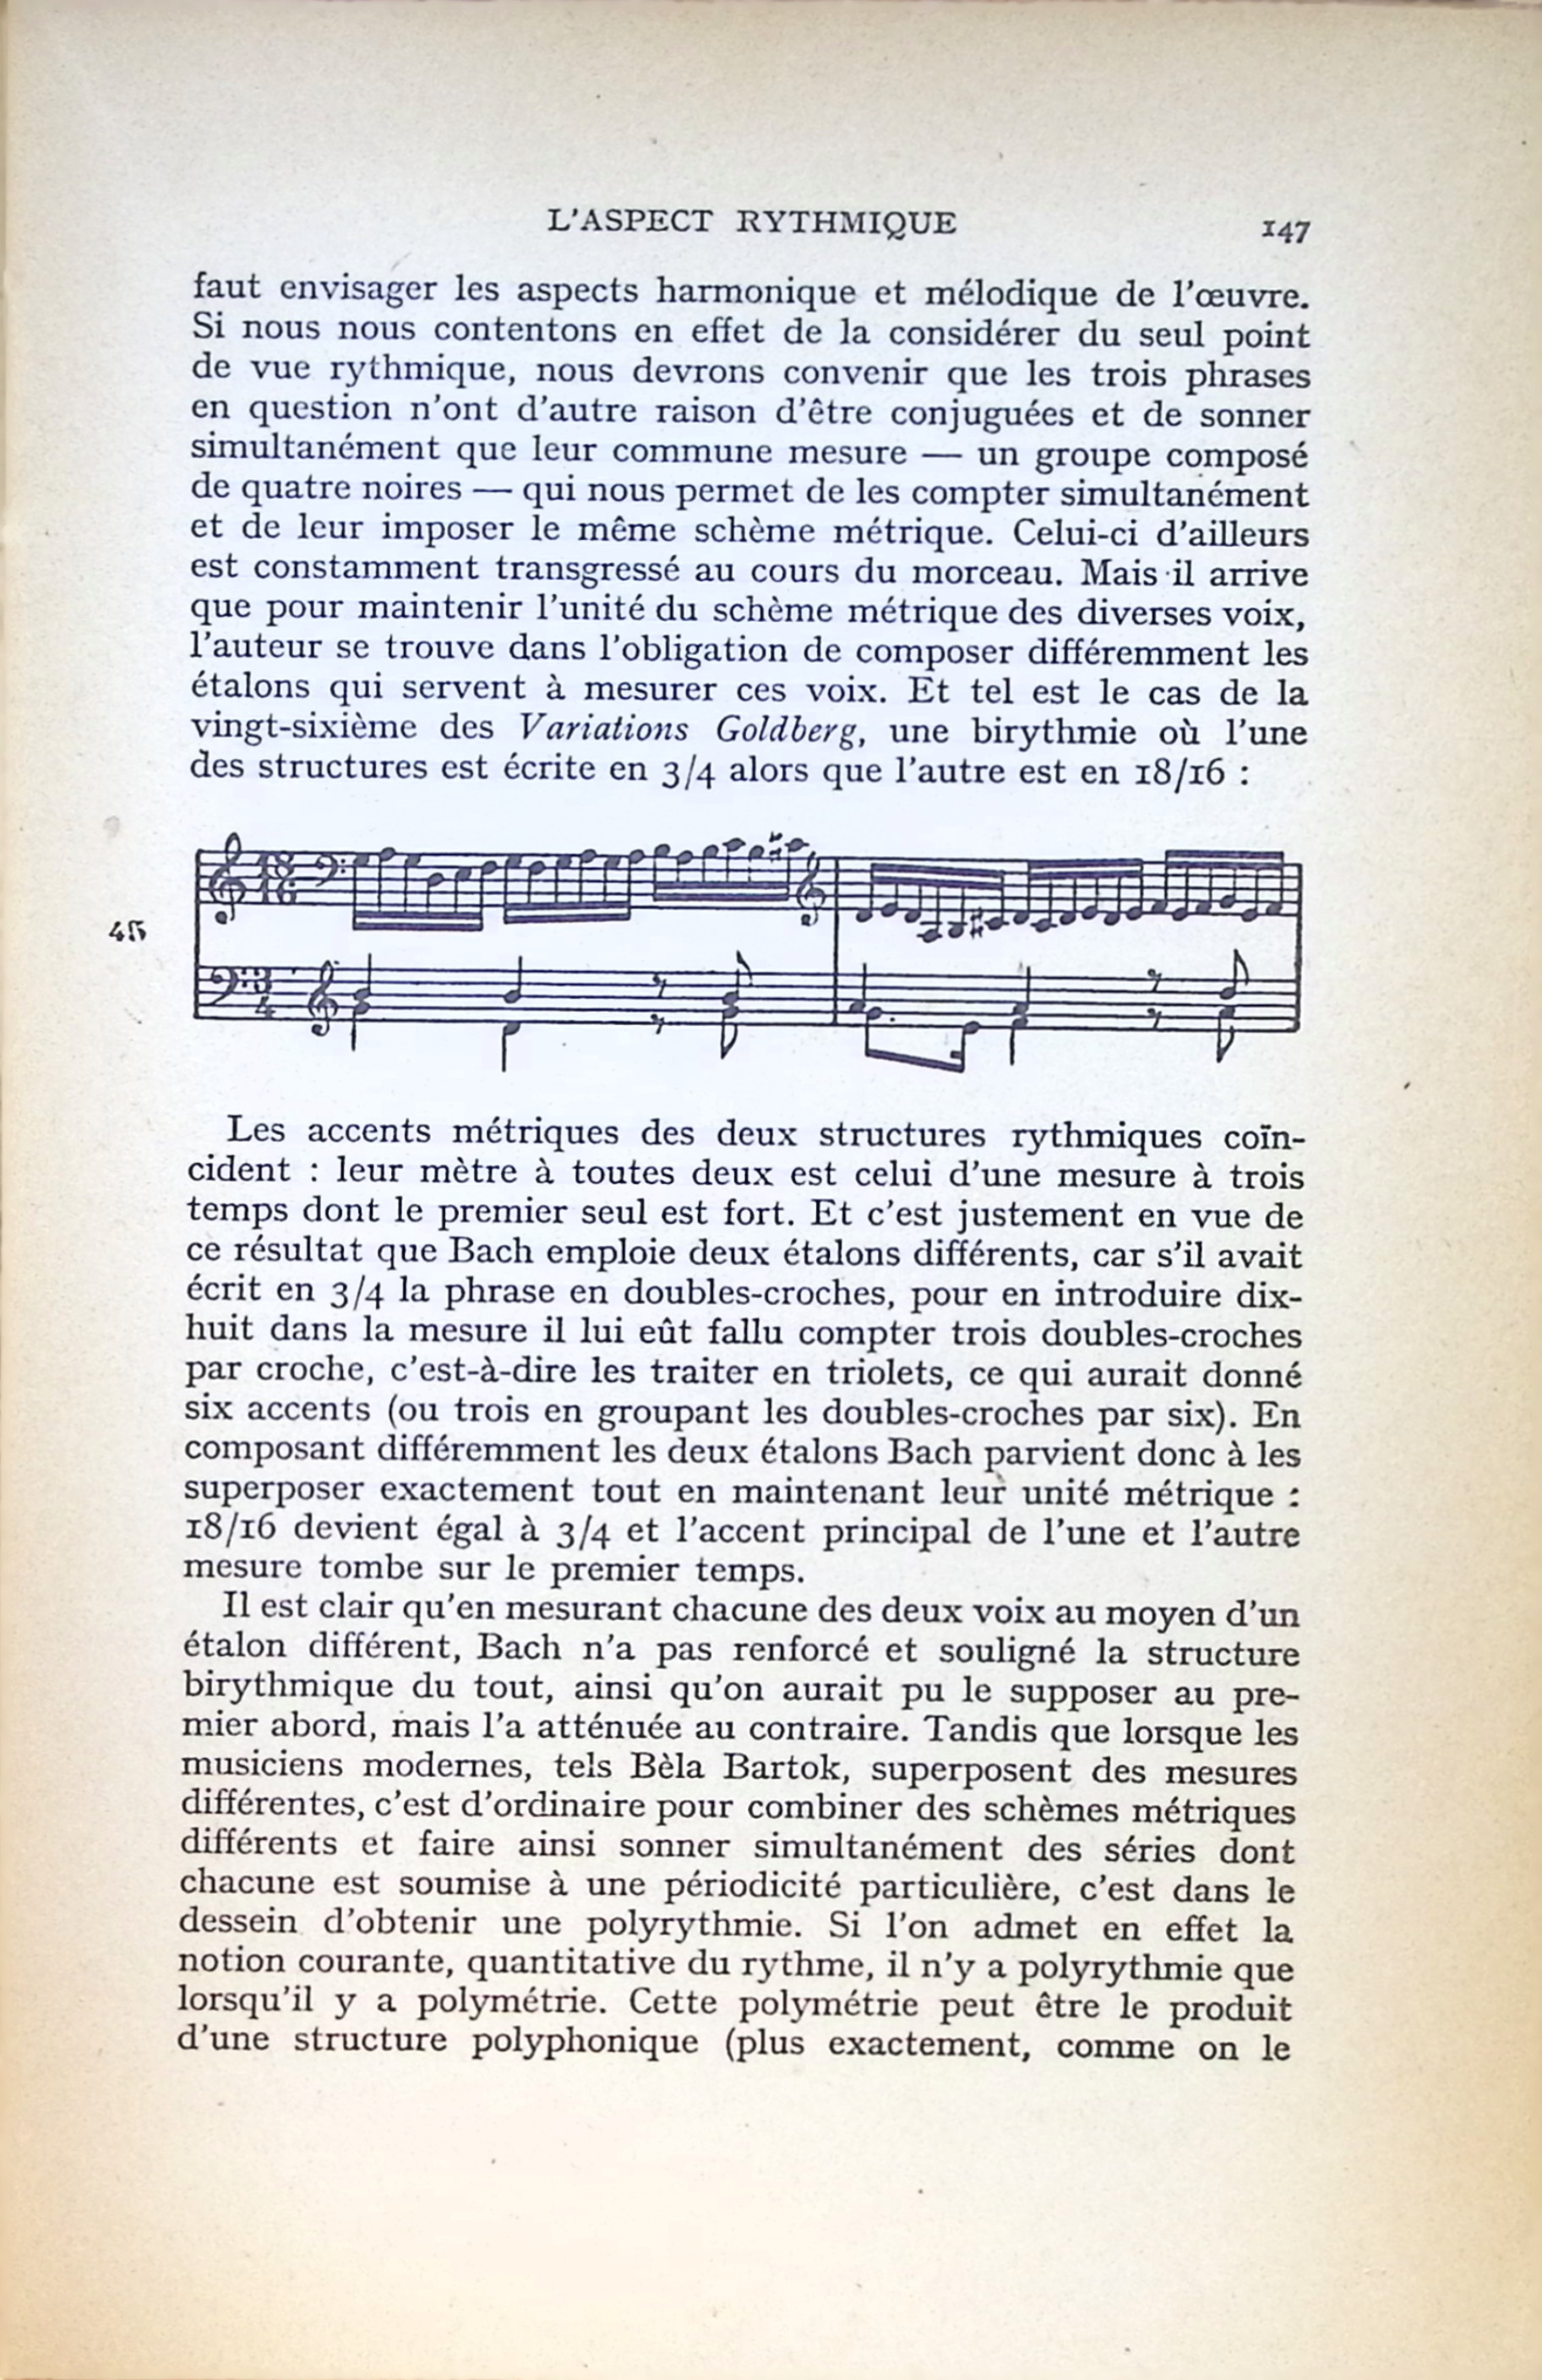 L'ASPECT RYTHMIQUE 147
faut envisager les aspects harmonique et mélodique de l'œuvre.
Si nous nous contentons en effet de la considérer du seul point
de vue rythmique, nous devrons convenir que les trois phrases
en question n'ont d'autre raison d'être conjuguées et de sonner
simultanément que leur commune mesure — un groupe composé
de quatre noires — qui nous permet de les compter simultanément
et de leur imposer le même schème métrique. Celui-ci d'ailleurs
est constamment transgressé au cours du morceau. Mais il arrive
que pour maintenir l'unité du schème métrique des diverses voix,
l'auteur se trouve dans l'obligation de composer différemment les
étalons qui servent à mesurer ces voix. Et tel est le cas de la
vingt-sixième des Variations Goldberg, une birythmie où l'une
des structures est écrite en 3/4 alors que l'autre est en 18/16 :
18
16
3
4
Les accents métriques des deux structures rythmiques coïn-
cident : leur mètre à toutes deux est celui d'une mesure à trois
temps dont le premier seul est fort. Et c'est justement en vue de
ce résultat que Bach emploie deux étalons différents, car s'il avait
écrit en 3/4 la phrase en doubles-croches, pour en introduire dix-
huit dans la mesure il lui eût fallu compter trois doubles-croches
par croche, c'est-à-dire les traiter en triolets, ce qui aurait donné
six accents (ou trois en groupant les doubles-croches par six). En
composant différemment les deux étalons Bach parvient donc à les
superposer exactement tout en maintenant leur unité métrique :
18/16 devient égal à 3/4 et l'accent principal de l'une et l'autre
mesure tombe sur le premier temps.
Il est clair qu'en mesurant chacune des deux voix au moyen d'un
étalon différent, Bach n'a pas renforcé et souligné la structure
birythmique du tout, ainsi qu'on aurait pu le supposer au pre-
mier abord, mais l'a atténuée au contraire. Tandis que lorsque les
musiciens modernes, tels Bèla Bartok, superposent des mesures
différentes, c'est d'ordinaire pour combiner des schèmes métriques
différents et faire ainsi sonner simultanément des séries dont
chacune est soumise à une périodicité particulière, c'est dans le
dessein d'obtenir une polyrythmie. Si l'on admet en effet la
notion courante, quantitative du rythme, il n'y a polyrythmie que
lorsqu'il y a polymétrie. Cette polymétrie peut être le produit
d'une structure polyphonique (plus exactement, comme on le